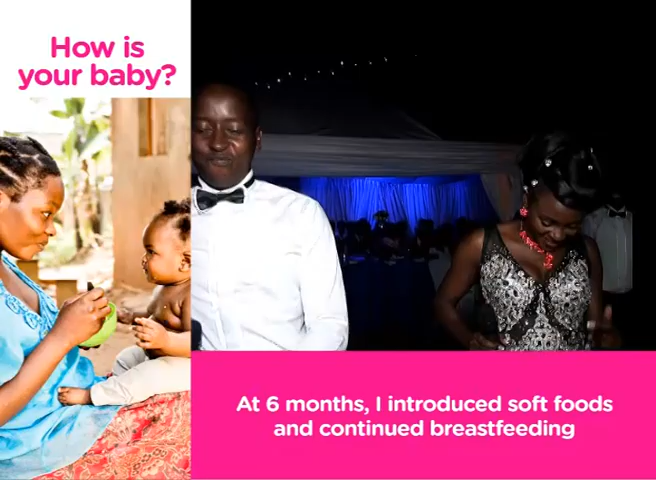 How is
your baby?
At 6 months, I introduced soft foods
and continued breastfeeding